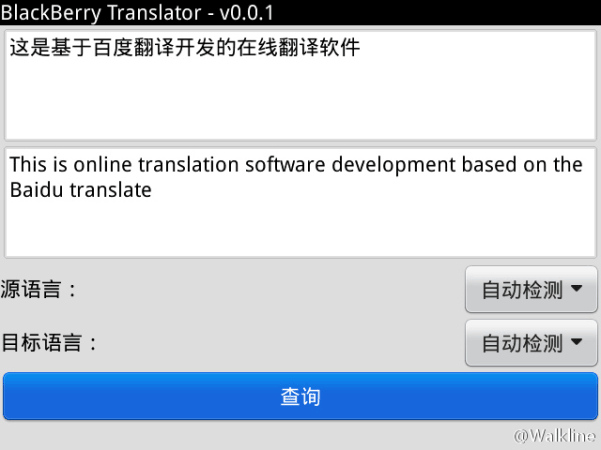 BlackBerry Translator - v0.0.1
这是基于百度翻译开发的在线翻译软件
This is online translation software development based on the
Baidu translate
源语言：
自动检测
目标语言：
自动检测
查询
@Walkline